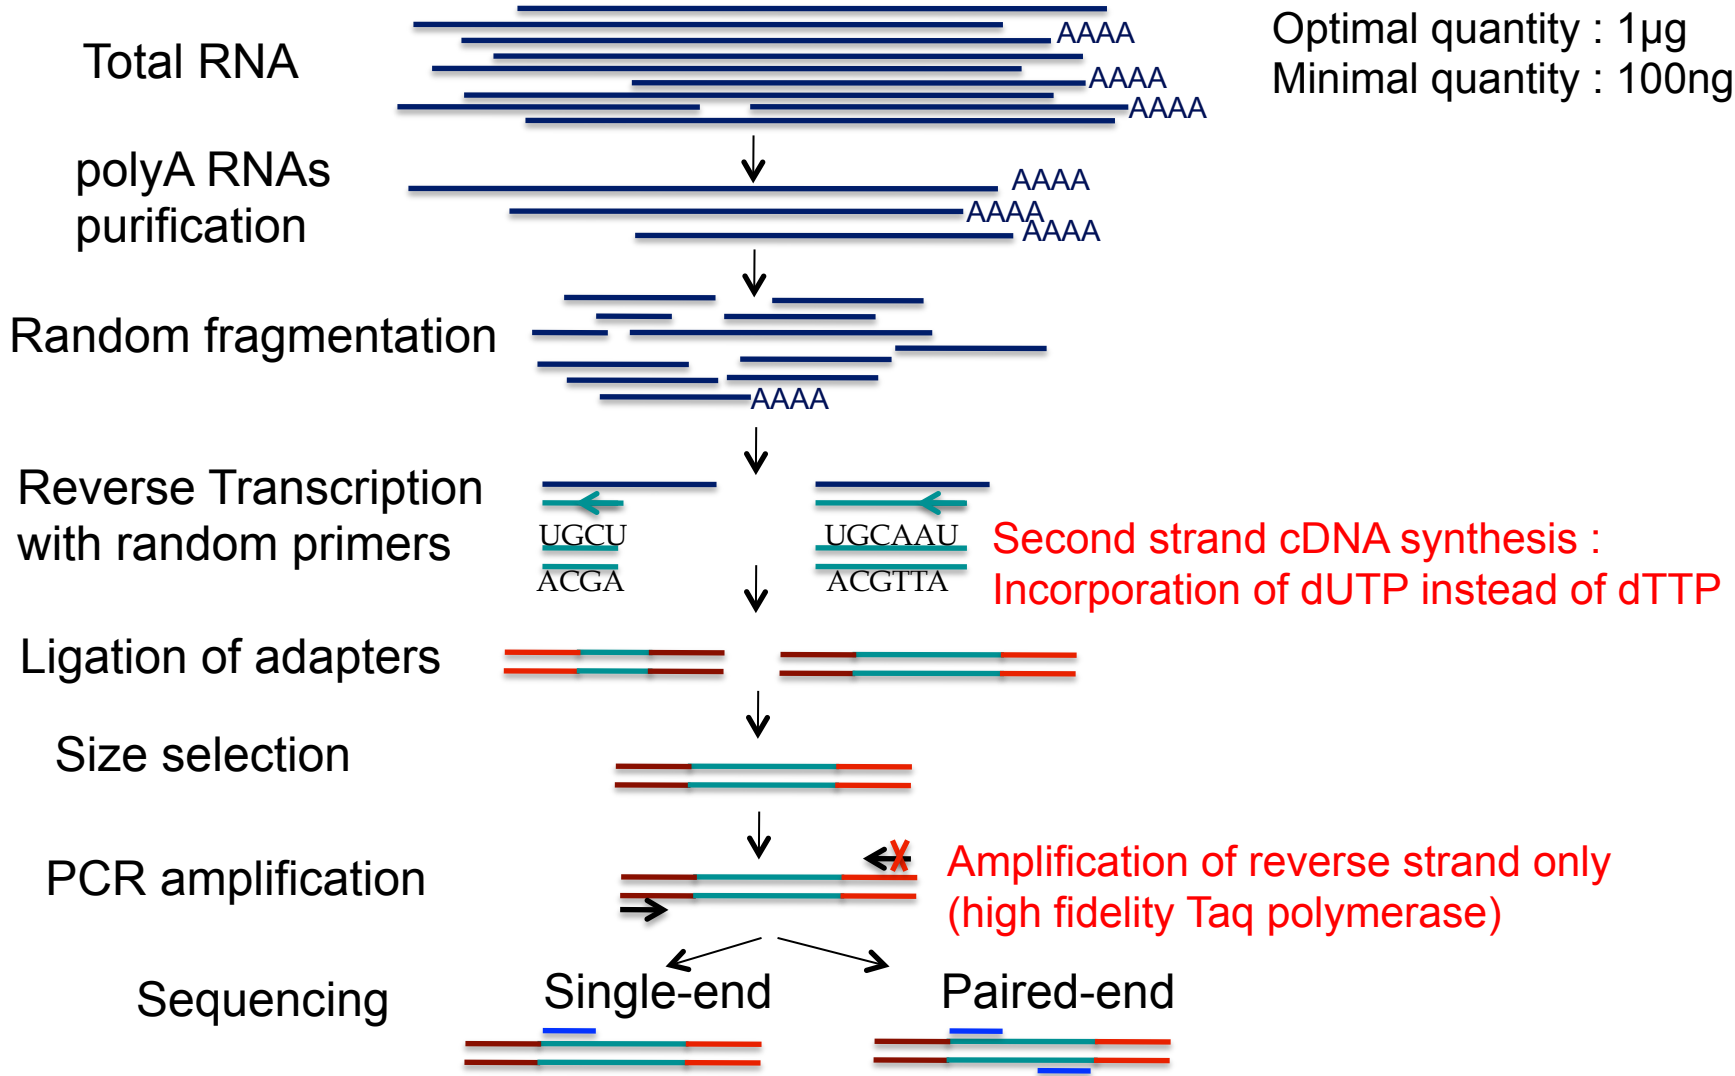 Total RNA
AAAA
AAAA
AAAA
Optimal quantity : 1µg
Minimal quantity : 100ng
polyA RNAs
purification
AAAA
AAAA
AAAA
Random fragmentation
AAAA
Reverse Transcription
with random primers
UGCU
ACGA
UGCAAU
ACGTTA
Second strand cDNA synthesis :
Incorporation of dUTP instead of dTTP
Ligation of adapters
Size selection
PCR amplification
X
Amplification of reverse strand only
(high fidelity Taq polymerase)
Sequencing
Single-end
Paired-end